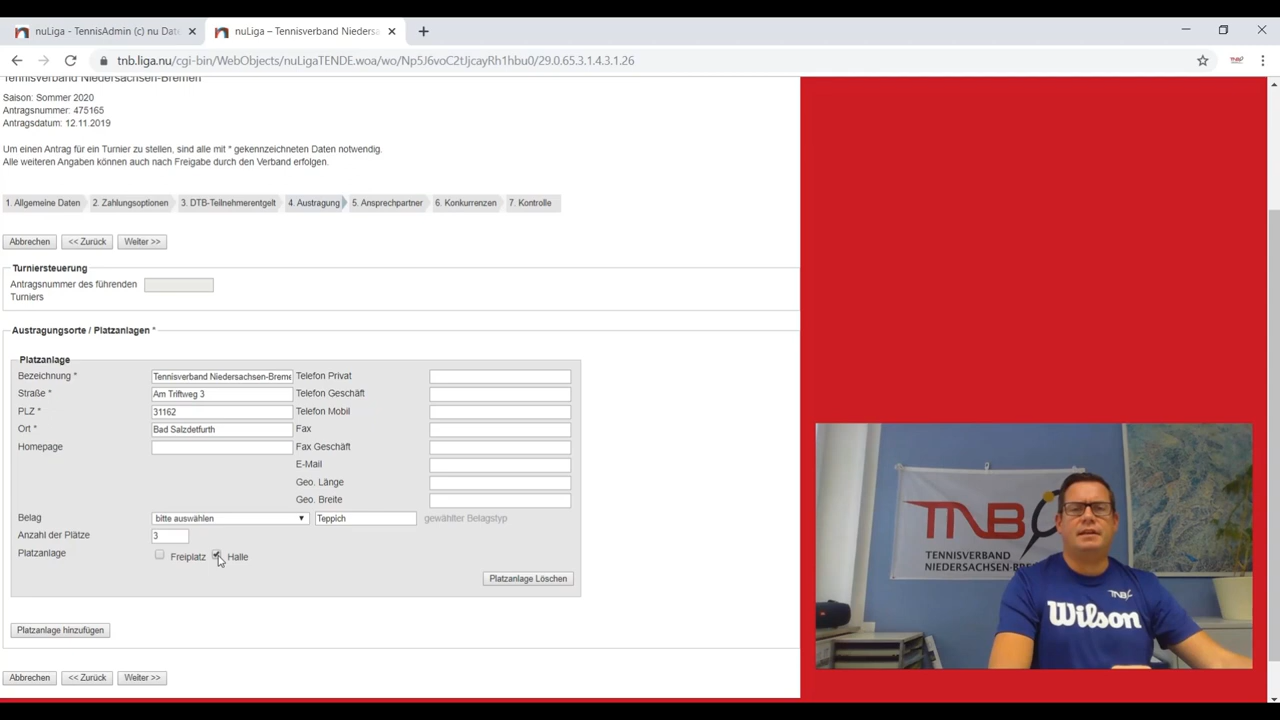 nuLiga - TennisAdmin (c) nu Dat
nuLiga – Tennisverband Niedersa
tnb.liga.nu/cgi-bin/WebObjects/nuLigaTENDE.woa/wo/Np5J6voC2tIjcayRh1hbu0/29.0.65.3.1.4.3.1.26
Tennisverband Niedersachsen-Bremen
Saison: Sommer 2020
Antragsnummer: 475165
Antragsdatum: 12.11.2019
Um einen Antrag für ein Turnier zu stellen, sind alle mit * gekennzeichneten Daten notwendig.
Alle weiteren Angaben können auch nach Freigabe durch den Verband erfolgen.
1. Allgemeine Daten 2. Zahlungsoptionen 3. DTB-Teilnehmerentgelt 4. Austragung 5. Ansprechpartner 6. Konkurrenzen 7. Kontrolle
Abbrechen << Zurück Weiter >>
Turniersteuerung
Antragsnummer des führenden
Turniers
Austragungsorte / Platzanlagen *
Platzanlage
Bezeichnung * Tennisverband Niedersachsen-Breme Telefon Privat
Straße * Am Triftweg 3 Telefon Geschäft
PLZ * 31162 Telefon Mobil
Ort * Bad Salzdetfurth Fax
Homepage Fax Geschäft
E-Mail
Geo. Länge
Geo. Breite
Belag bitte auswählen Teppich gewählter Belagstyp
Anzahl der Plätze 3
Platzanlage Freiplatz Halle
Platzanlage Löschen
Platzanlage hinzufügen
Abbrechen << Zurück Weiter >>
TNB
TENNISVERBAND
NIEDERSACHSEN-BRE
TNB
Wilson